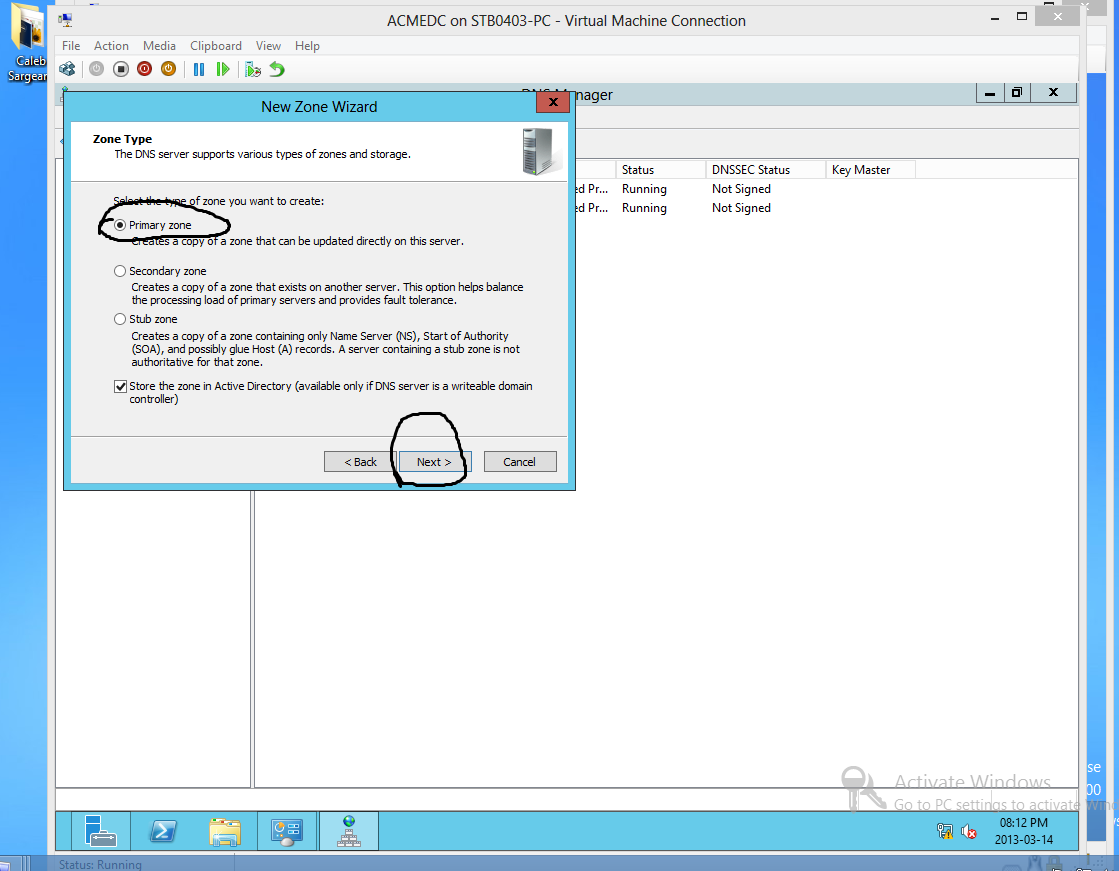 Caleb
Sargean
ACMEDC on STB0403-PC - Virtual Machine Connection
File Action Media Clipboard View Help
DNS Manager
New Zone Wizard
Zone Type
The DNS server supports various types of zones and storage.
Status DNSSEC Status Key Master
ed Pr... Running Not Signed
ed Pr... Running Not Signed
Select the type of zone you want to create:
Primary zone
Creates a copy of a zone that can be updated directly on this server.
Secondary zone
Creates a copy of a zone that exists on another server. This option helps balance
the processing load of primary servers and provides fault tolerance.
Stub zone
Creates a copy of a zone containing only Name Server (NS), Start of Authority
(SOA), and possibly glue Host (A) records. A server containing a stub zone is not
authoritative for that zone.
Store the zone in Active Directory (available only if DNS server is a writeable domain
controller)
< Back Next > Cancel
Activate Windows
Go to PC settings to activate Win
se
00
08:12 PM
2013-03-14
Status: Running